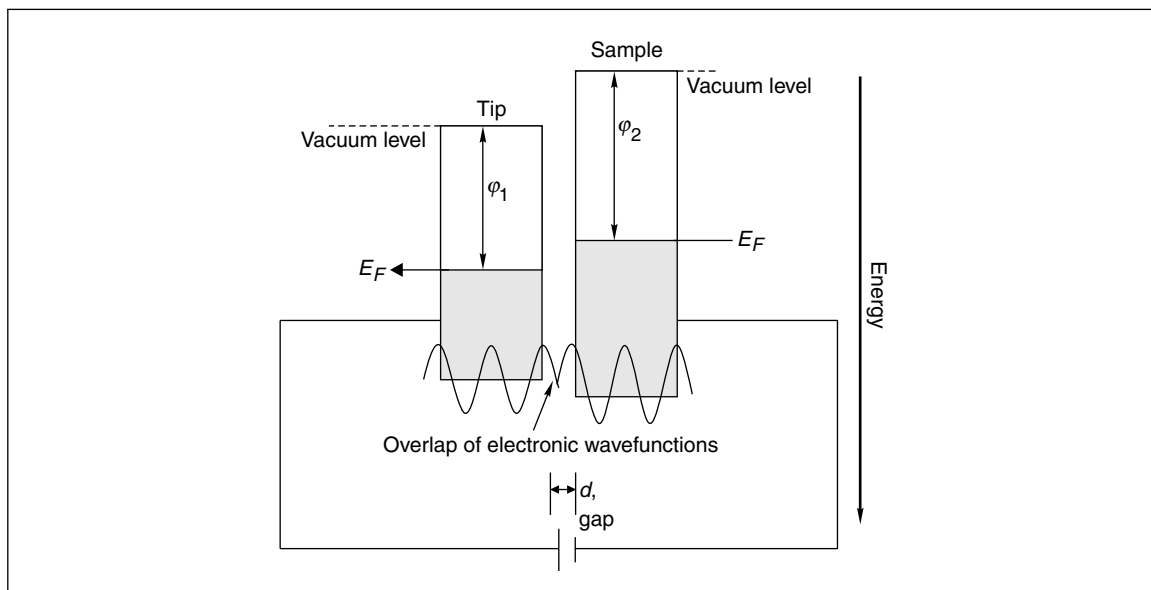 Sample
Vacuum level
Tip
Vacuum level
φ2
φ1
EF
EF
Energy
Overlap of electronic wavefunctions
d,
gap